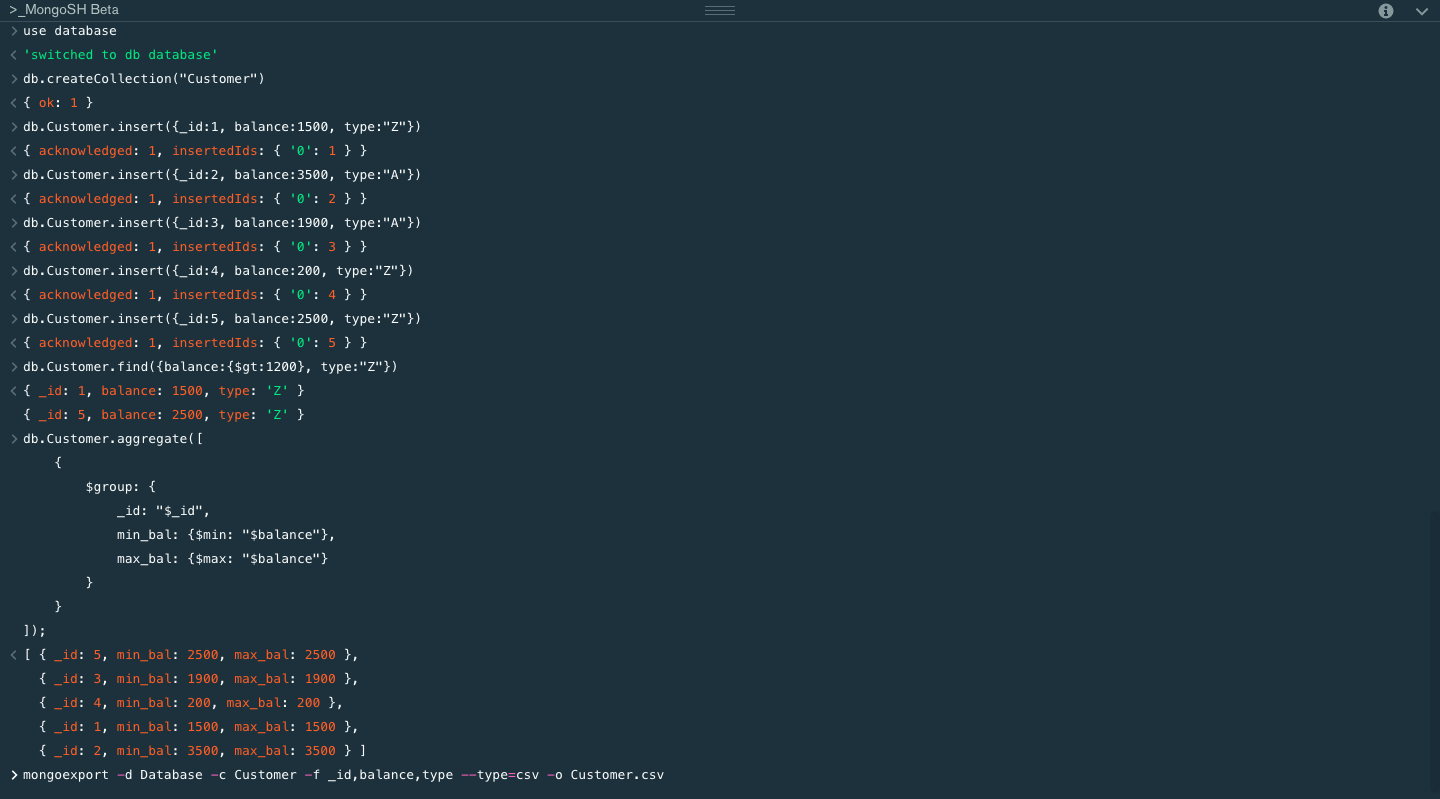 >_MongoSH Beta
> use database
< 'switched to db database'
> db.createCollection("Customer")
< { ok: 1 }
> db.Customer.insert({_id:1, balance:1500, type:"Z"})
< { acknowledged: 1, insertedIds: { '0': 1 } }
> db.Customer.insert({_id:2, balance:3500, type:"A"})
< { acknowledged: 1, insertedIds: { '0': 2 } }
> db.Customer.insert({_id:3, balance:1900, type:"A"})
< { acknowledged: 1, insertedIds: { '0': 3 } }
> db.Customer.insert({_id:4, balance:200, type:"Z"})
< { acknowledged: 1, insertedIds: { '0': 4 } }
> db.Customer.insert({_id:5, balance:2500, type:"Z"})
< { acknowledged: 1, insertedIds: { '0': 5 } }
> db.Customer.find({balance:{$gt:1200}, type:"Z"})
< { _id: 1, balance: 1500, type: 'Z' }
{ _id: 5, balance: 2500, type: 'Z' }
> db.Customer.aggregate([
{
$group: {
_id: "$_id",
min_bal: {$min: "$balance"},
max_bal: {$max: "$balance"}
}
}
]);
< [ { _id: 5, min_bal: 2500, max_bal: 2500 },
{ _id: 3, min_bal: 1900, max_bal: 1900 },
{ _id: 4, min_bal: 200, max_bal: 200 },
{ _id: 1, min_bal: 1500, max_bal: 1500 },
{ _id: 2, min_bal: 3500, max_bal: 3500 } ]
> mongoexport -d Database -c Customer -f _id,balance,type --type=csv -o Customer.csv